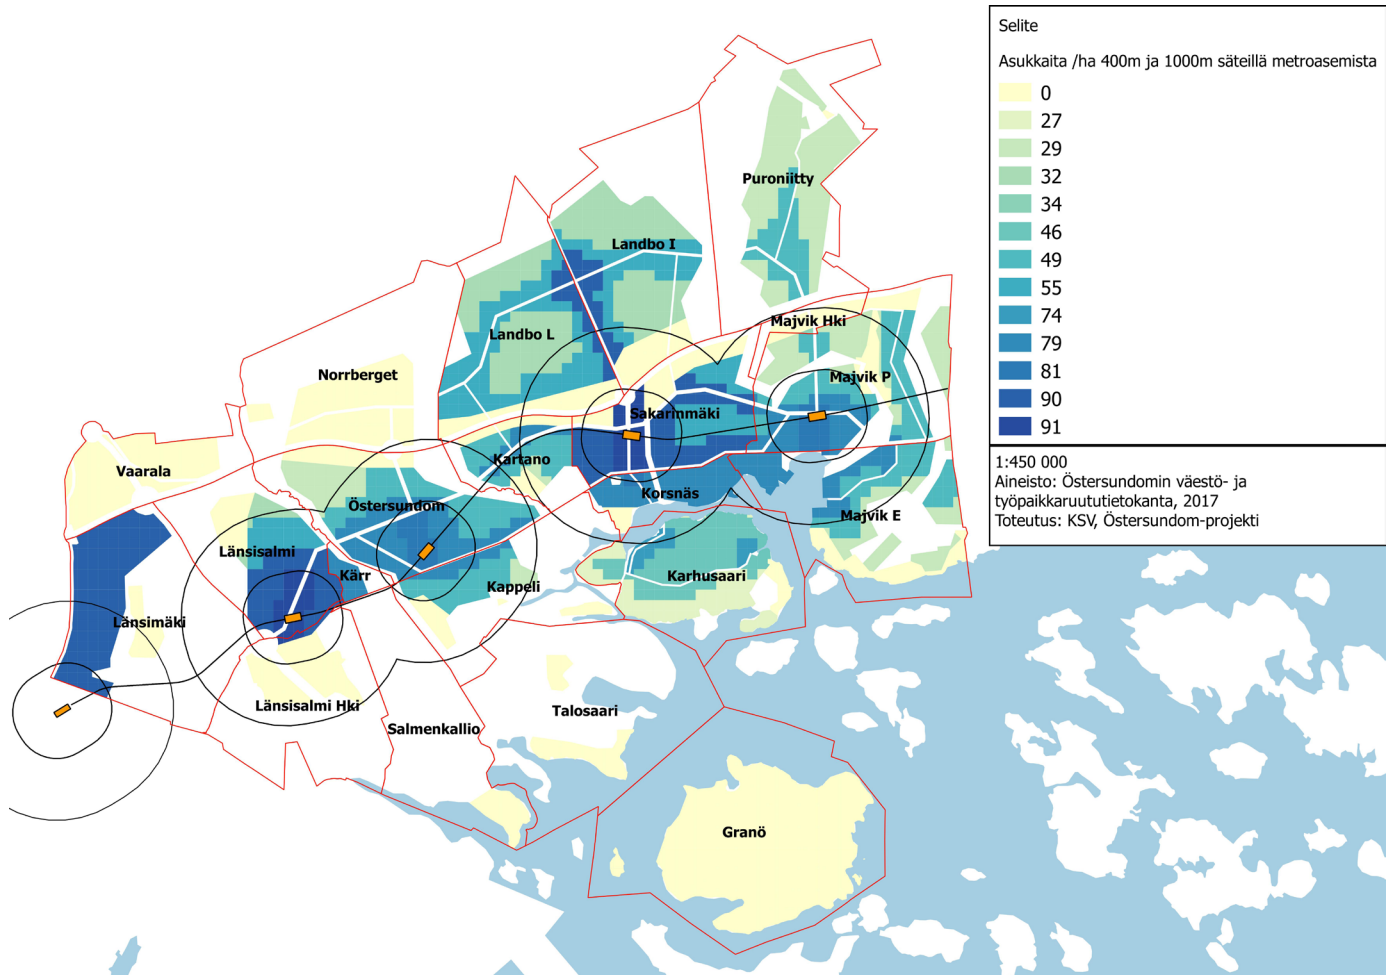 Selite
Asukkaita /ha 400m ja 1000m säteillä metroasemista
0
27
29
32
34
46
49
55
74
79
81
90
91
1:450 000
Aineisto: Östersundomin väestö- ja
työpaikkaruututietokanta, 2017
Toteutus: KSV, Östersundom-projekti
Puroniitty
Landbo I
Majvik Hki
Landbo L
Norrberget
Majvik P
Sakarinmäki
Kartano
Vaarala
Korsnäs
Östersundom
Majvik E
Länsisalmi
Kärr
Karhusaari
Kappeli
Länsimäki
Länsisalmi Hki
Talosaari
Salmenkallio
Granö